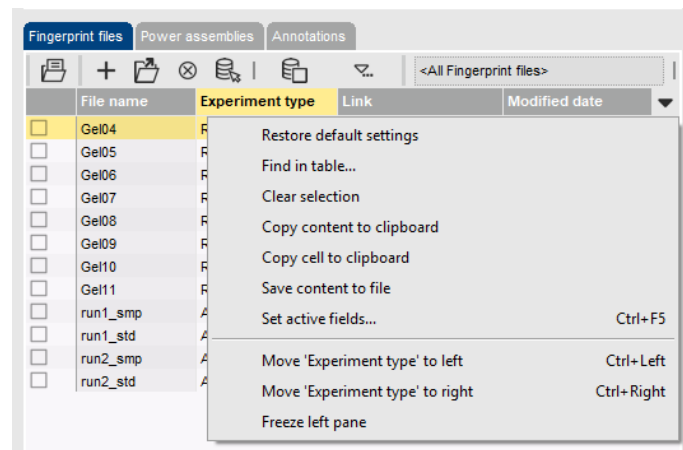 Fingerprint files Power assemblies Annotations
<All Fingerprint files>
File name Experiment type Link Modified date
Gel04 R
Gel05 R
Gel06 R
Gel07 R
Gel08 R
Gel09 R
Gel10 R
Gel11 R
run1_smp A
run1_std A
run2_smp A
run2_std A
Restore default settings
Find in table...
Clear selection
Copy content to clipboard
Copy cell to clipboard
Save content to file
Set active fields... Ctrl+F5
Move 'Experiment type' to left Ctrl+Left
Move 'Experiment type' to right Ctrl+Right
Freeze left pane